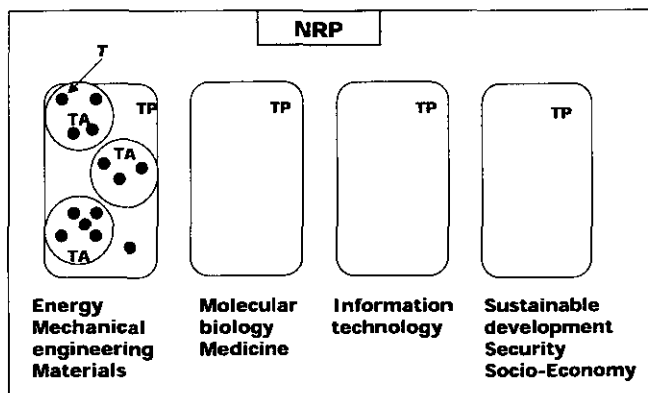 NRP
T
TP
TP
TP
TP
TA
TA
TA
Energy
Mechanical
engineering
Materials
Molecular
biology
Medicine
Information
technology
Sustainable
development
Security
Socio-Economy